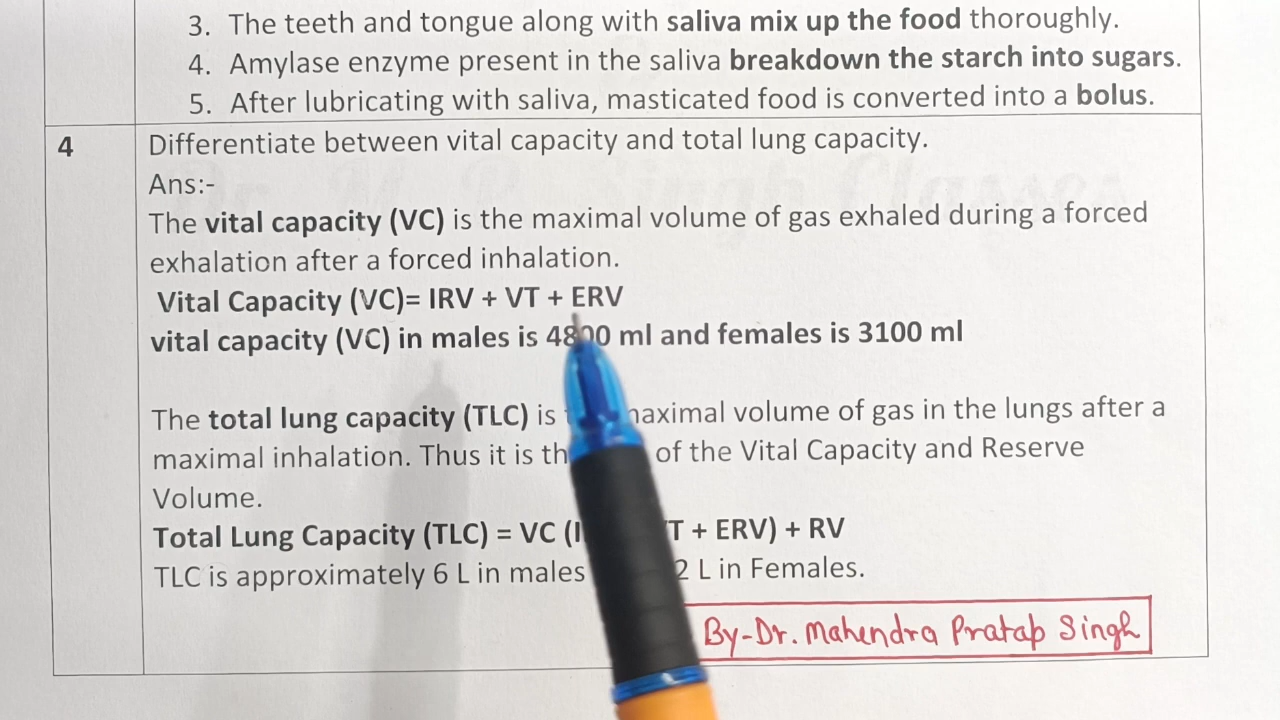 3. The teeth and tongue along with saliva mix up the food thoroughly.
4. Amylase enzyme present in the saliva breakdown the starch into sugars.
5. After lubricating with saliva, masticated food is converted into a bolus.
4
Differentiate between vital capacity and total lung capacity.
Ans:-
The vital capacity (VC) is the maximal volume of gas exhaled during a forced
exhalation after a forced inhalation.
Vital Capacity (VC)= IRV + VT + ERV
vital capacity (VC) in males is 4800 ml and females is 3100 ml
The total lung capacity (TLC) is maximal volume of gas in the lungs after a
maximal inhalation. Thus it is of the Vital Capacity and Reserve
Volume.
Total Lung Capacity (TLC) = VC ( + ERV) + RV
TLC is approximately 6 L in males L in Females.
By-Dr. Mahendra Pratap Singh